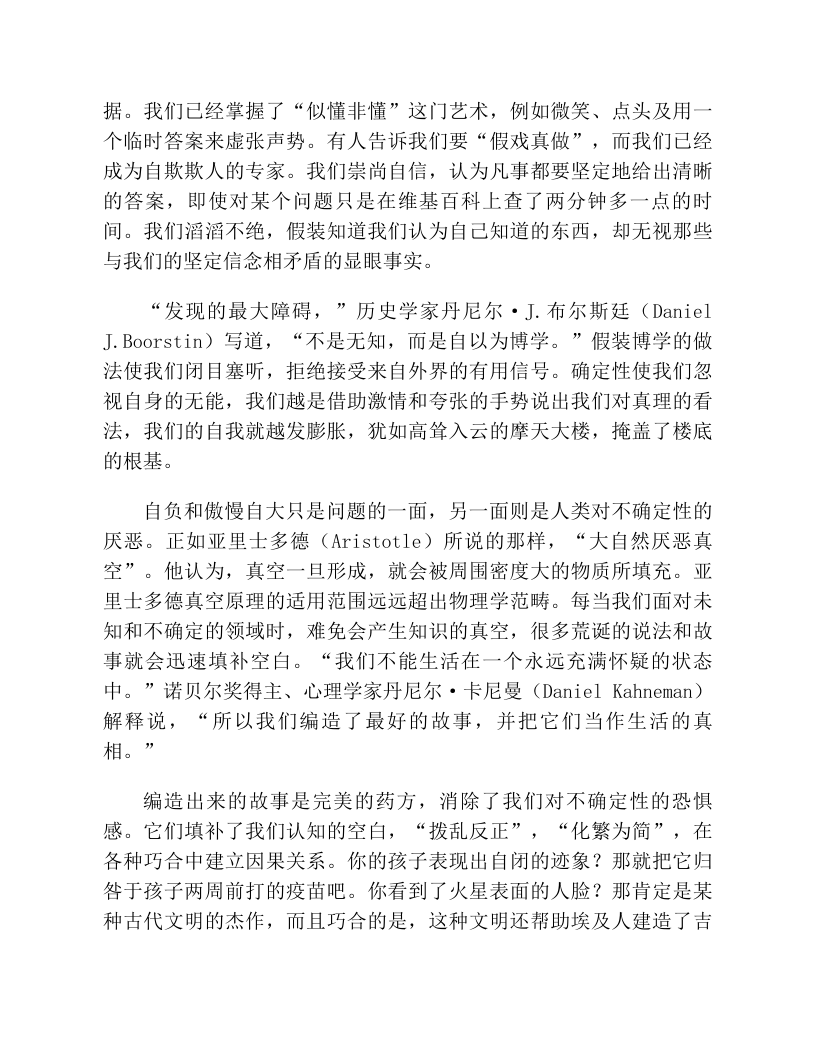 据。我们已经掌握了“似懂非懂”这门艺术，例如微笑、点头及用一
个临时答案来虚张声势。有人告诉我们要“假戏真做”，而我们已经
成为自欺欺人的专家。我们崇尚自信，认为凡事都要坚定地给出清晰
的答案，即使对某个问题只是在维基百科上查了两分钟多一点的时
间。我们滔滔不绝，假装知道我们认为自己知道的东西，却无视那些
与我们的坚定信念相矛盾的显眼事实。
“发现的最大障碍，”历史学家丹尼尔·J.布尔斯廷（Daniel
J.Boorstin）写道，“不是无知，而是自以为博学。”假装博学的做
法使我们闭目塞听，拒绝接受来自外界的有用信号。确定性使我们忽
视自身的无能，我们越是借助激情和夸张的手势说出我们对真理的看
法，我们的自我就越发膨胀，犹如高耸入云的摩天大楼，掩盖了楼底
的根基。
自负和傲慢自大只是问题的一面，另一面则是人类对不确定性的
厌恶。正如亚里士多德（Aristotle）所说的那样，“大自然厌恶真
空”。他认为，真空一旦形成，就会被周围密度大的物质所填充。亚
里士多德真空原理的适用范围远远超出物理学范畴。每当我们面对未
知和不确定的领域时，难免会产生知识的真空，很多荒诞的说法和故
事就会迅速填补空白。“我们不能生活在一个永远充满怀疑的状态
中。”诺贝尔奖得主、心理学家丹尼尔·卡尼曼（Daniel Kahneman）
解释说，“所以我们编造了最好的故事，并把它们当作生活的真
相。”
编造出来的故事是完美的药方，消除了我们对不确定性的恐惧
感。它们填补了我们认知的空白，“拨乱反正”，“化繁为简”，在
各种巧合中建立因果关系。你的孩子表现出自闭的迹象？那就把它归
咎于孩子两周前打的疫苗吧。你看到了火星表面的人脸？那肯定是某
种古代文明的杰作，而且巧合的是，这种文明还帮助埃及人建造了吉